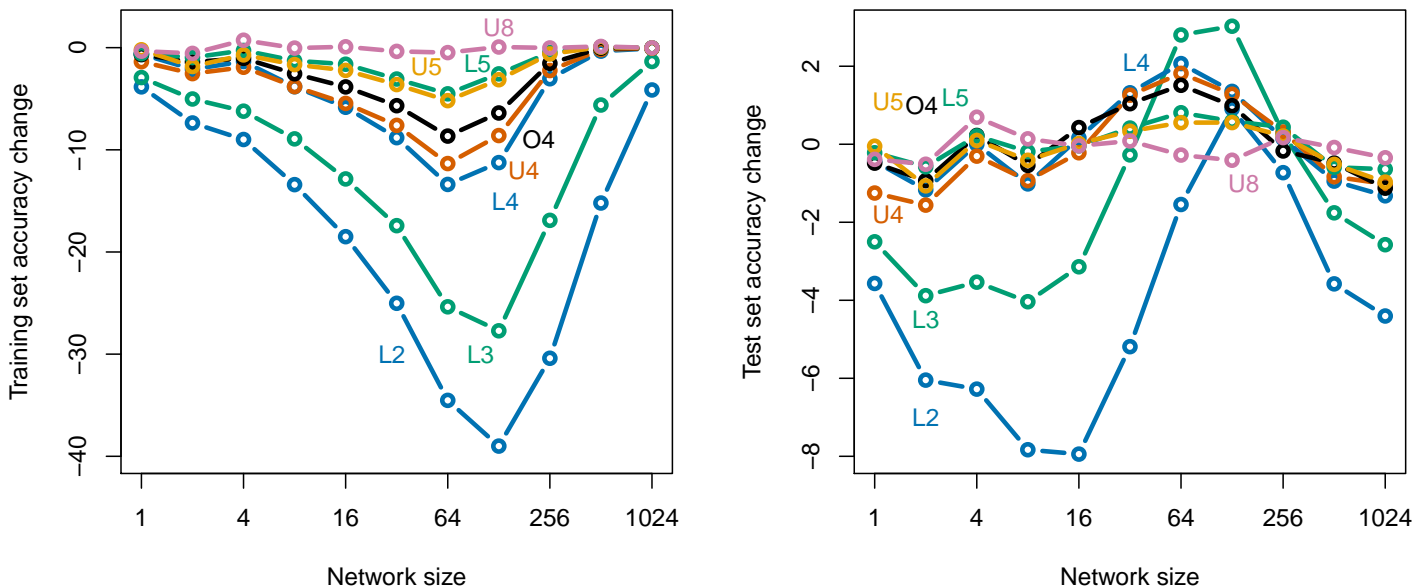 Training set accuracy change
0
−10
−20
−30
−40
U8
U5
L5
O4
U4
L4
L2
L3
1
4
16
64
256
1024
Network size
Test set accuracy change
2
0
−2
−4
−6
−8
L4
U5
O4
L5
U8
U4
L3
L2
1
4
16
64
256
1024
Network size